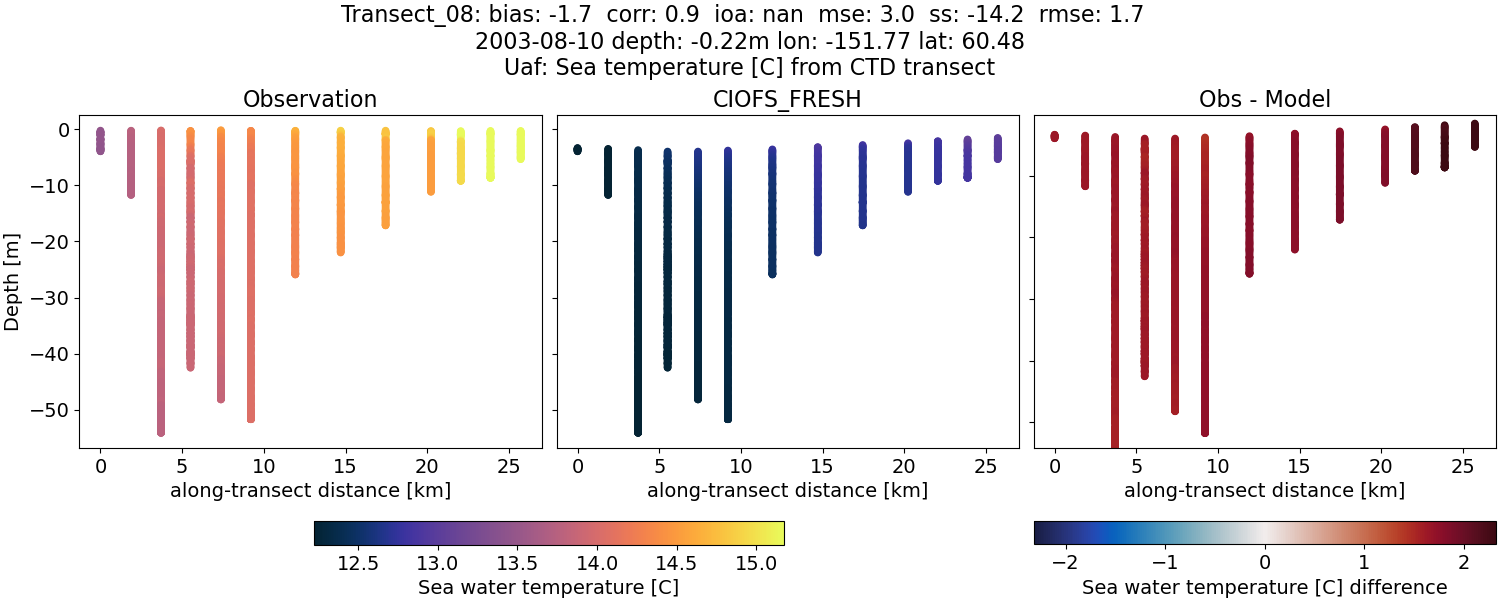 Transect_08: bias: -1.7  corr: 0.9  ioa: nan  mse: 3.0  ss: -14.2  rmse: 1.7
2003-08-10 depth: -0.22m lon: -151.77 lat: 60.48
Uaf: Sea temperature [C] from CTD transect
Observation
CIOFS_FRESH
Obs - Model
Depth [m]
0
−10
−20
−30
−40
−50
0 5 10 15 20 25
0 5 10 15 20 25
0 5 10 15 20 25
along-transect distance [km]
along-transect distance [km]
along-transect distance [km]
12.5 13.0 13.5 14.0 14.5 15.0
Sea water temperature [C]
−2 −1 0 1 2
Sea water temperature [C] difference